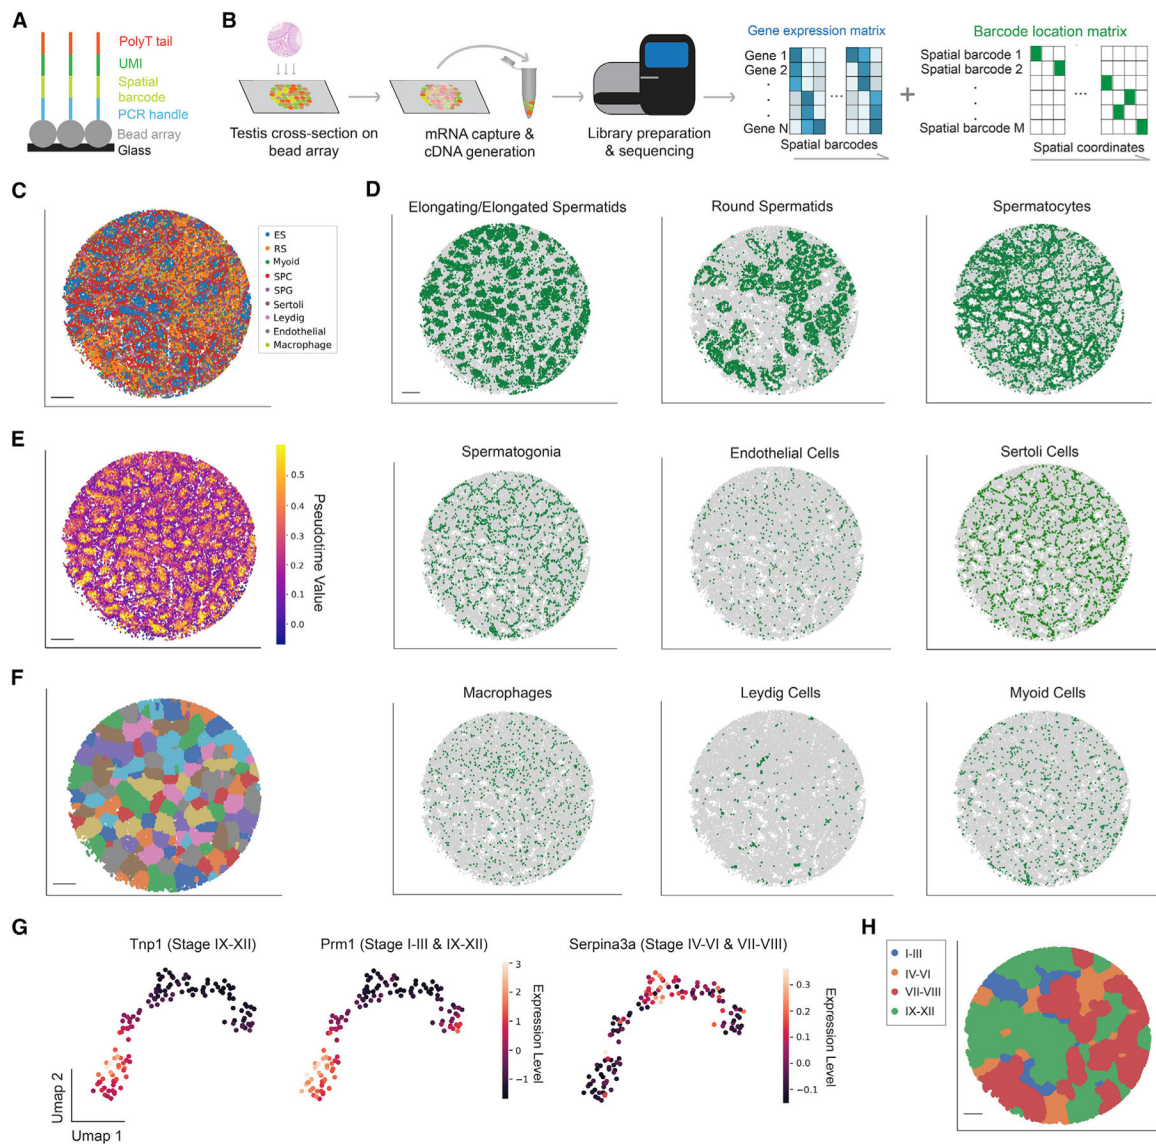 A
PolyT tail
UMI
Spatial
barcode
PCR handle
Bead array
Glass
B
Testis cross-section on
bead array
mRNA capture &
cDNA generation
Library preparation
& sequencing
Gene expression matrix
Gene 1
Gene 2
Gene N
...
Spatial barcodes
+
Barcode location matrix
Spatial barcode 1
Spatial barcode 2
Spatial barcode M
...
Spatial coordinates
C
ES
RS
Myoid
SPC
SPG
Sertoli
Leydig
Endothelial
Macrophage
D
Elongating/Elongated Spermatids
Round Spermatids
Spermatocytes
E
0.5
0.4
0.3
0.2
0.1
0.0
Pseudotime Value
Spermatogonia
Endothelial Cells
Sertoli Cells
F
Macrophages
Leydig Cells
Myoid Cells
G
Tnp1 (Stage IX-XII)
Umap 2
Umap 1
Prm1 (Stage I-III & IX-XII)
3
2
1
0
−1
Expression Level
Serpina3a (Stage IV-VI & VII-VIII)
0.3
0.2
0.1
0.0
−0.1
Expression Level
H
I-III
IV-VI
VII-VIII
IX-XII